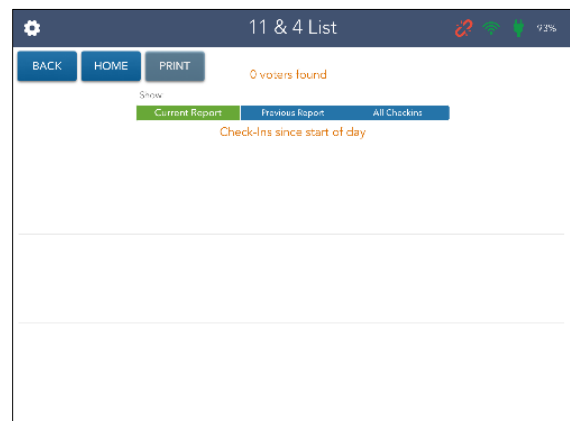 11 & 4 List
93%
BACK HOME PRINT
0 voters found
Show
Current Report Previous Report All Checkins
Check-Ins since start of day